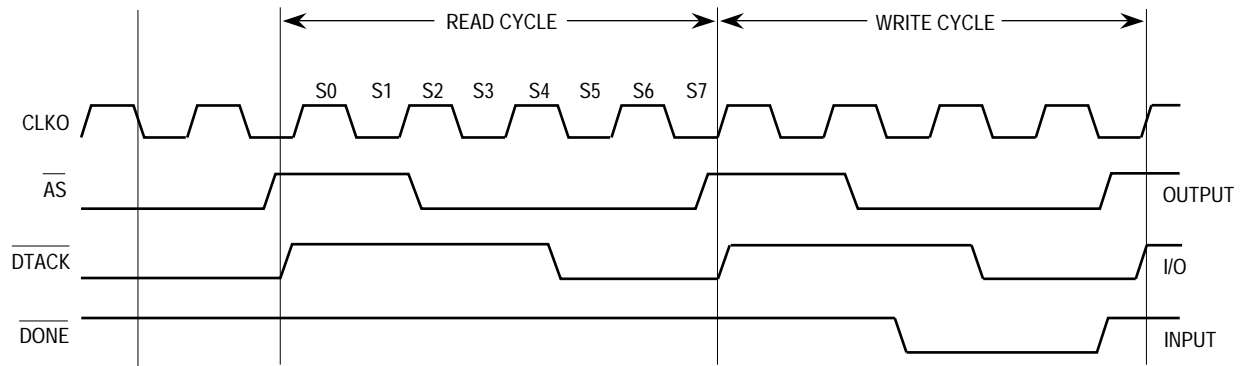 READ CYCLE WRITE CYCLE
S0 S1 S2 S3 S4 S5 S6 S7
CLKO
AS OUTPUT
DTACK I/O
DONE INPUT